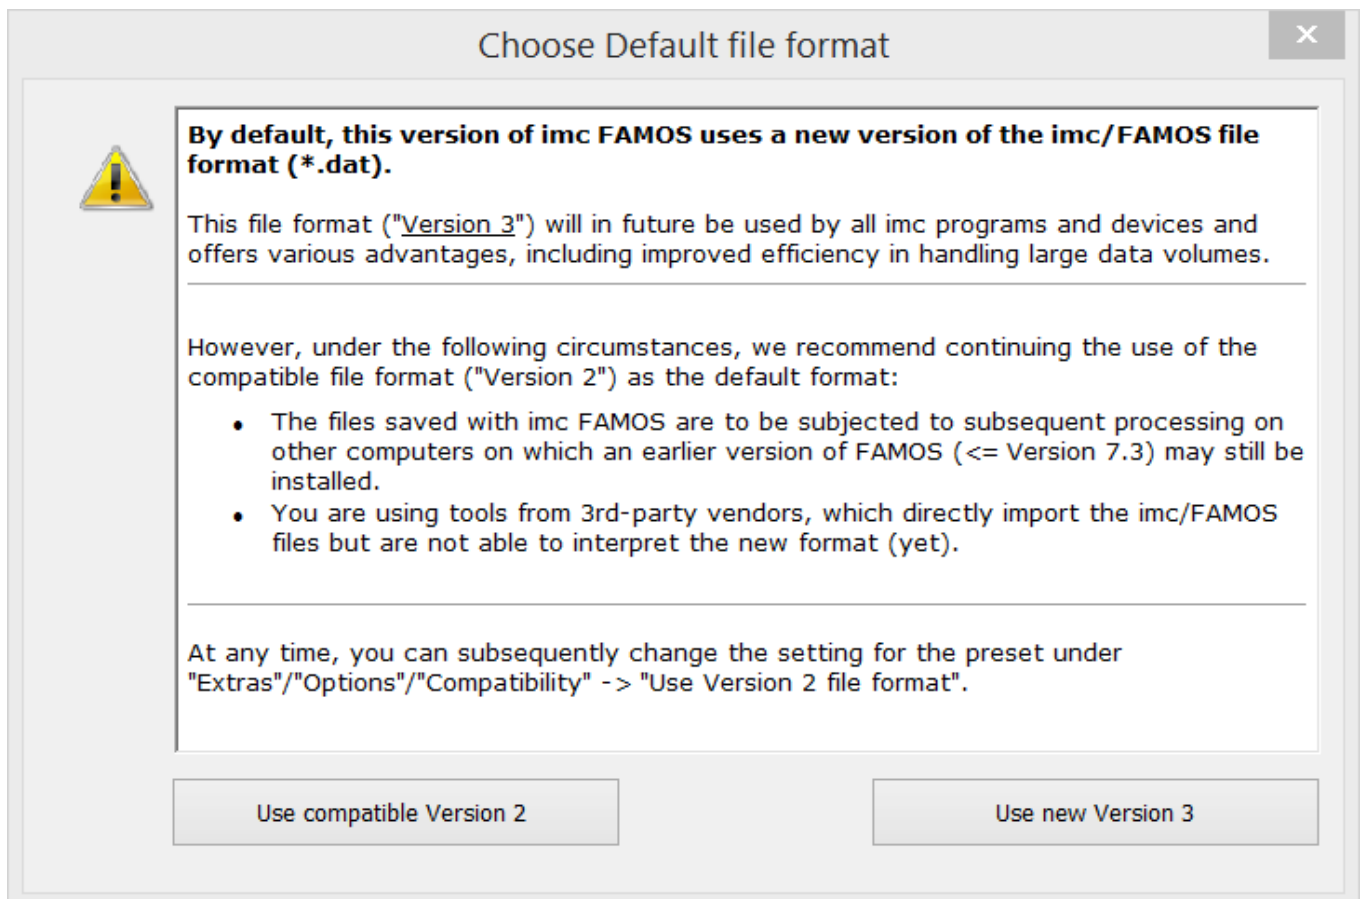 Choose Default file format
By default, this version of imc FAMOS uses a new version of the imc/FAMOS file
format (*.dat).
This file format ("Version 3") will in future be used by all imc programs and devices and
offers various advantages, including improved efficiency in handling large data volumes.
However, under the following circumstances, we recommend continuing the use of the
compatible file format ("Version 2") as the default format:
• The files saved with imc FAMOS are to be subjected to subsequent processing on
other computers on which an earlier version of FAMOS (<= Version 7.3) may still be
installed.
• You are using tools from 3rd-party vendors, which directly import the imc/FAMOS
files but are not able to interpret the new format (yet).
At any time, you can subsequently change the setting for the preset under
"Extras"/"Options"/"Compatibility" -> "Use Version 2 file format".
Use compatible Version 2
Use new Version 3